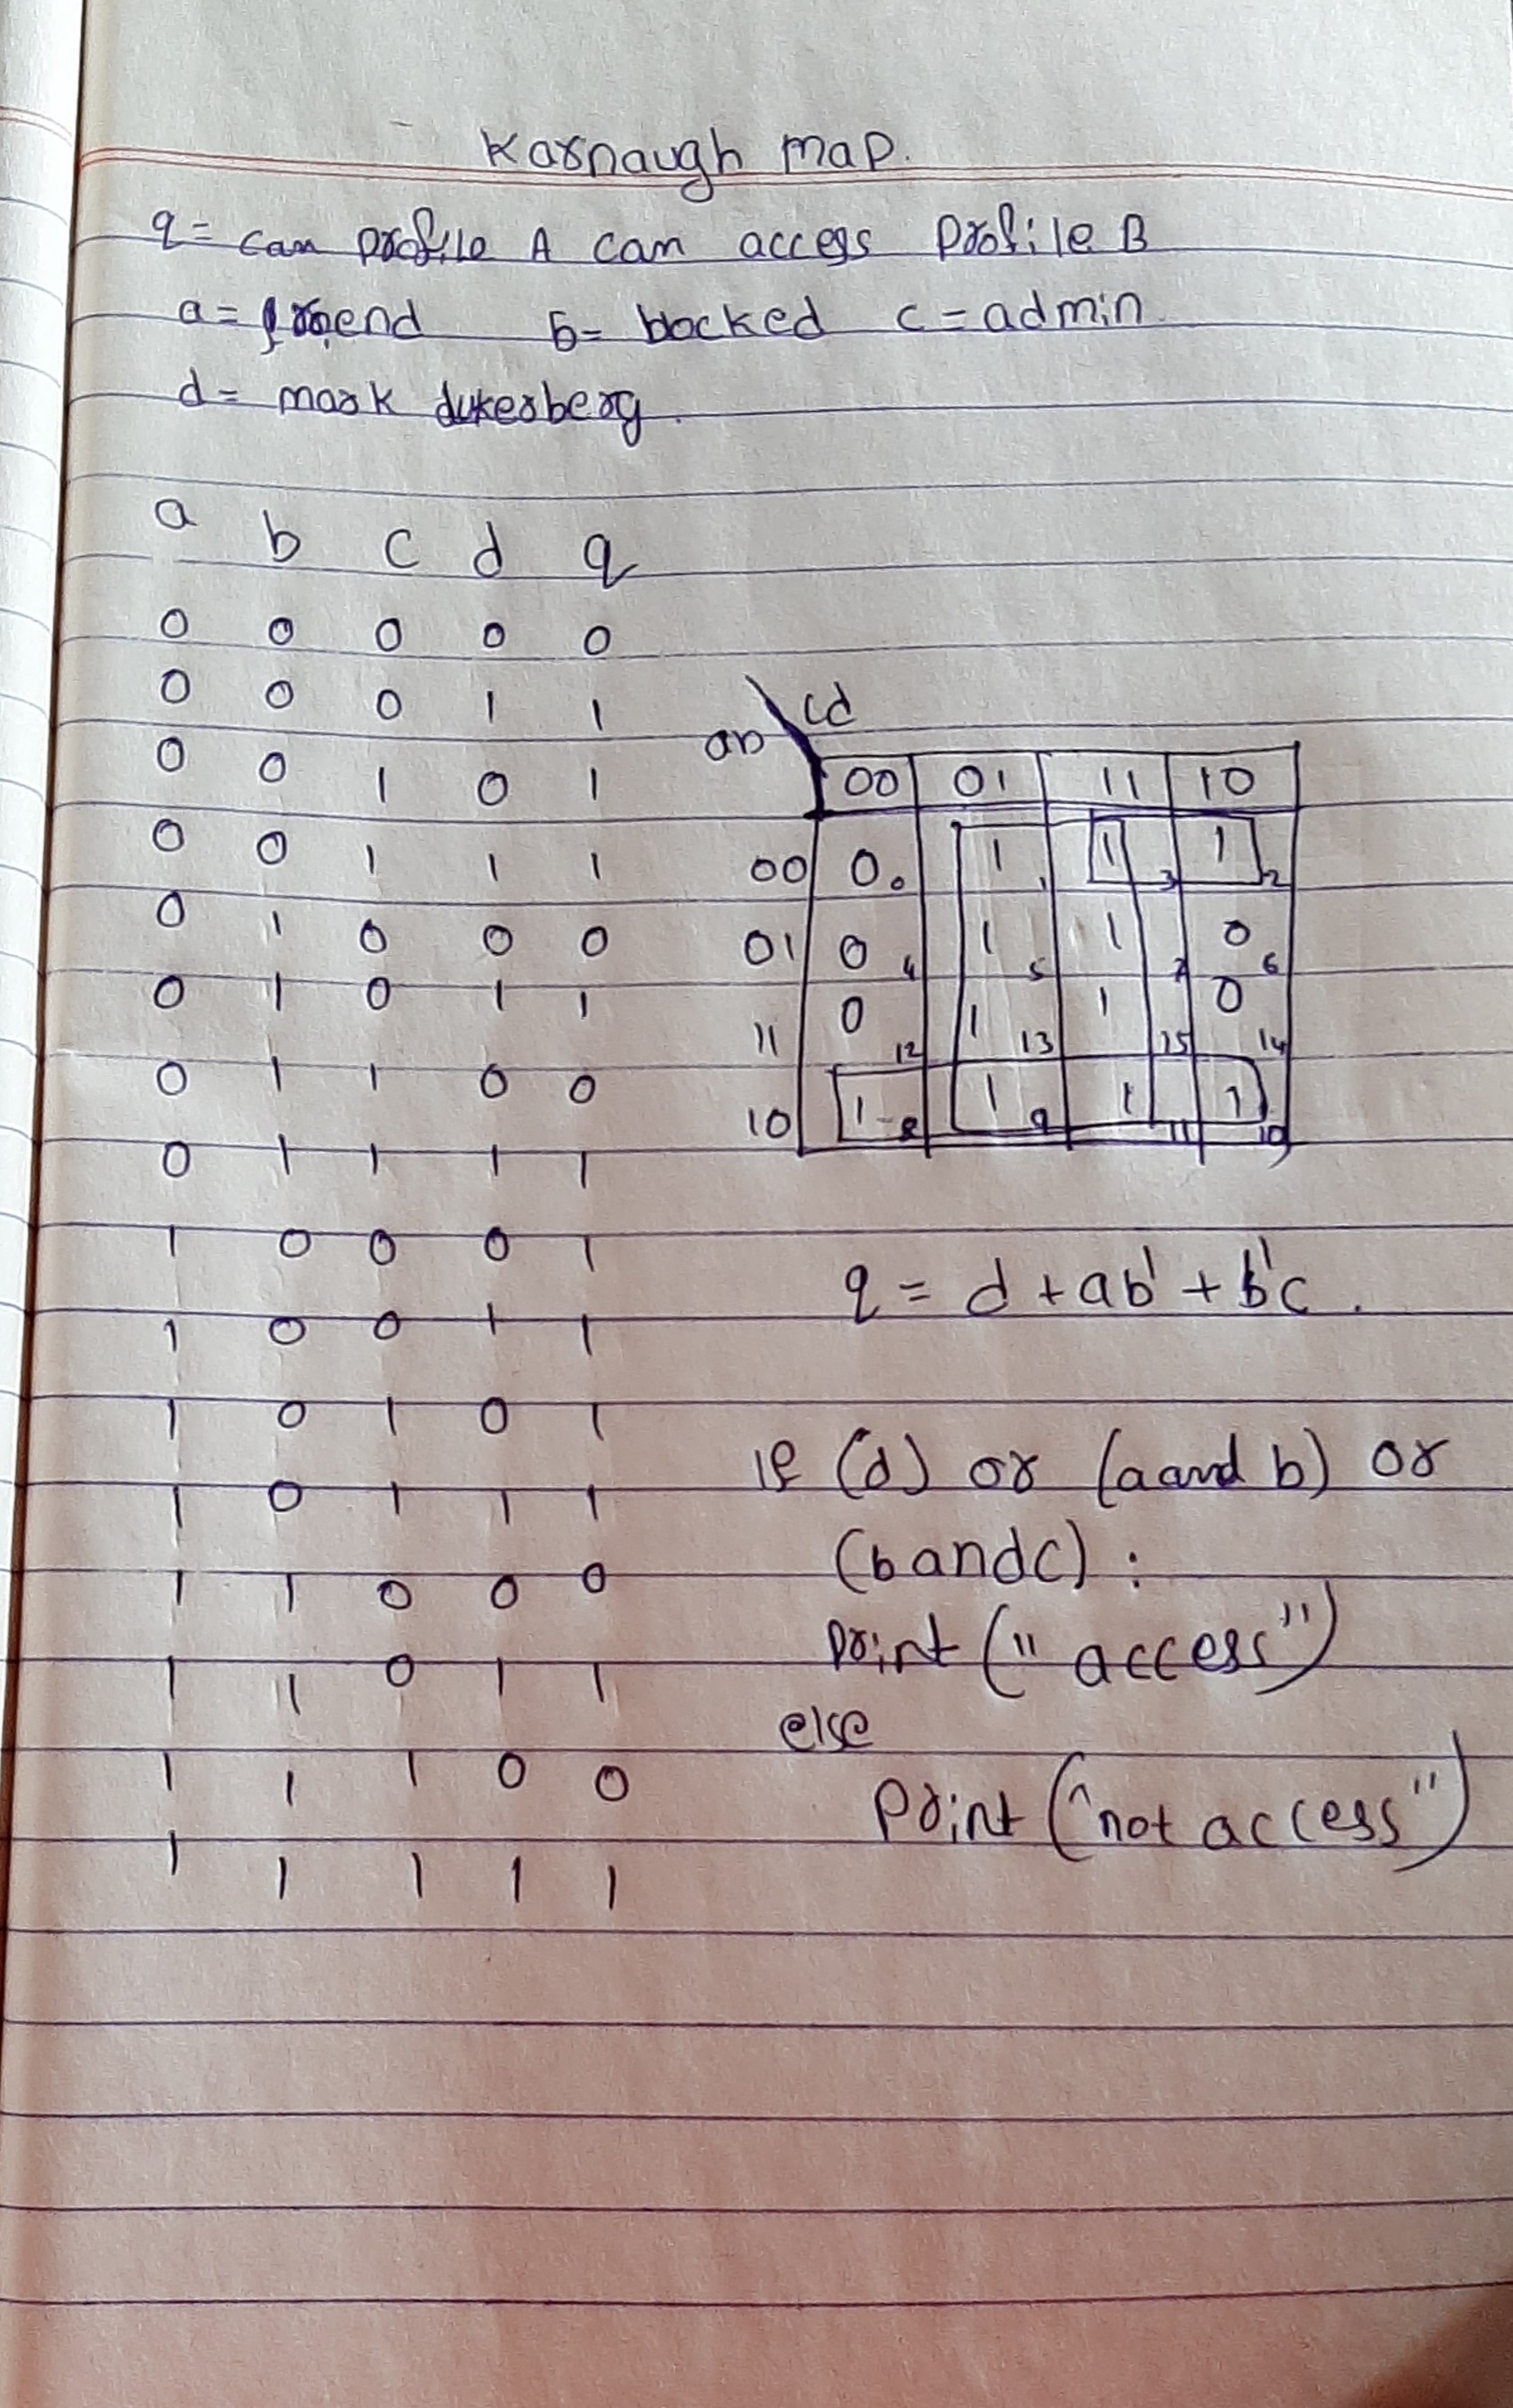 Karnaugh map.
q = can profile A can access Profile B
a = friend b = blocked c = admin
d = mark dukerberg.
a b c d q
0 0 0 0 0
0 0 0 1 1
0 0 1 0 1
0 0 1 1 1
0 1 0 0 0
0 1 0 1 1
0 1 1 0 0
0 1 1 1 1
1 0 0 0 1
1 0 0 1 1
1 0 1 0 1
1 0 1 1 1
1 1 0 0 0
1 1 0 1 1
1 1 1 0 0
1 1 1 1 1
cd
ab
00 01 11 10
00 0 0 1 1 1 3 1 2
01 0 4 1 5 1 7 0 6
11 0 12 1 13 1 15 0 14
10 1 8 1 9 1 11 1 10
q = d + ab' + b'c.
if (d) or (a and b) or
(b and c) :
print (" access")
else
print ("not access")